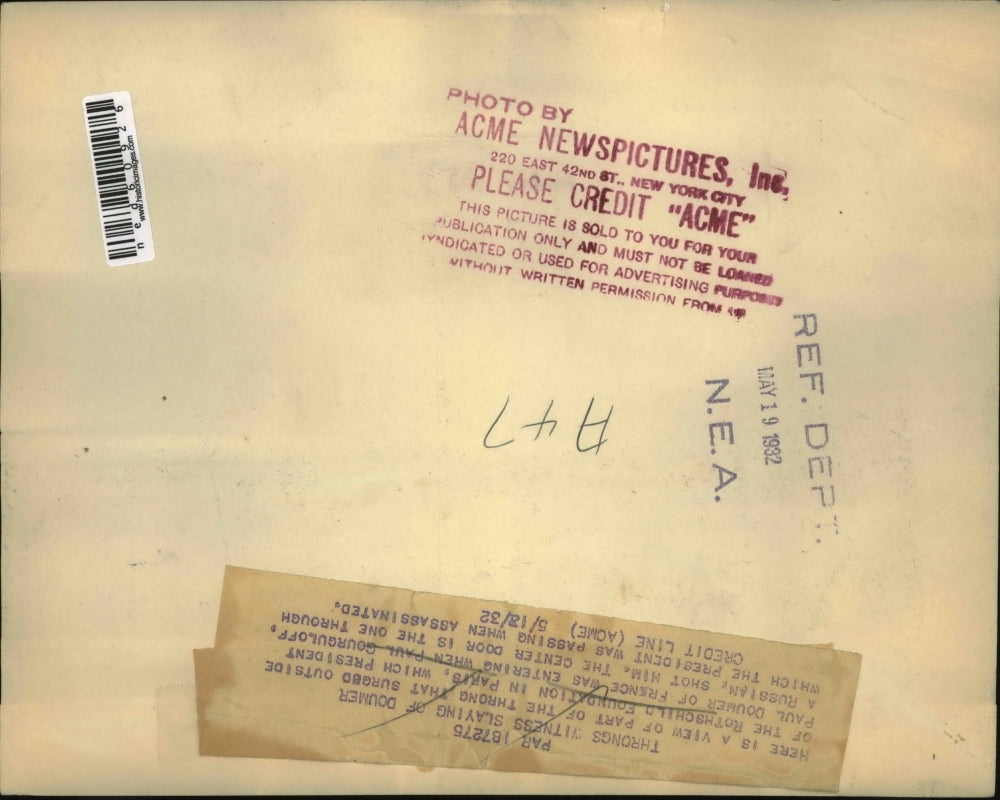 neg60926
www.historicimages.com
PHOTO BY
ACME NEWSPICTURES, Inc,
220 EAST 42ND ST., NEW YORK CITY
PLEASE CREDIT "ACME"
THIS PICTURE IS SOLD TO YOU FOR YOUR
PUBLICATION ONLY AND MUST NOT BE LOANED
SYNDICATED OR USED FOR ADVERTISING PURPOSES
WITHOUT WRITTEN PERMISSION FROM US
REF. DEPT.
MAY 19 1932
N.E.A.
A47
PAR 187275
THRONGS WITNESS SLAYING OF DOUMER
HERE IS A VIEW OF PART OF THE THRONG THAT SURGED OUTSIDE
OF THE ROTHSCHILD FOUNDATION IN PARIS, WHICH PRESIDENT
PAUL DOUMER OF FRANCE WAS ENTERING WHEN PAUL GOURGULOFF,
A RUSSIAN, SHOT HIM. THE CENTER DOOR IS THE ONE THROUGH
WHICH THE PRESIDENT WAS PASSING WHEN ASSASSINATED.
CREDIT LINE (ACME) 5/18/32